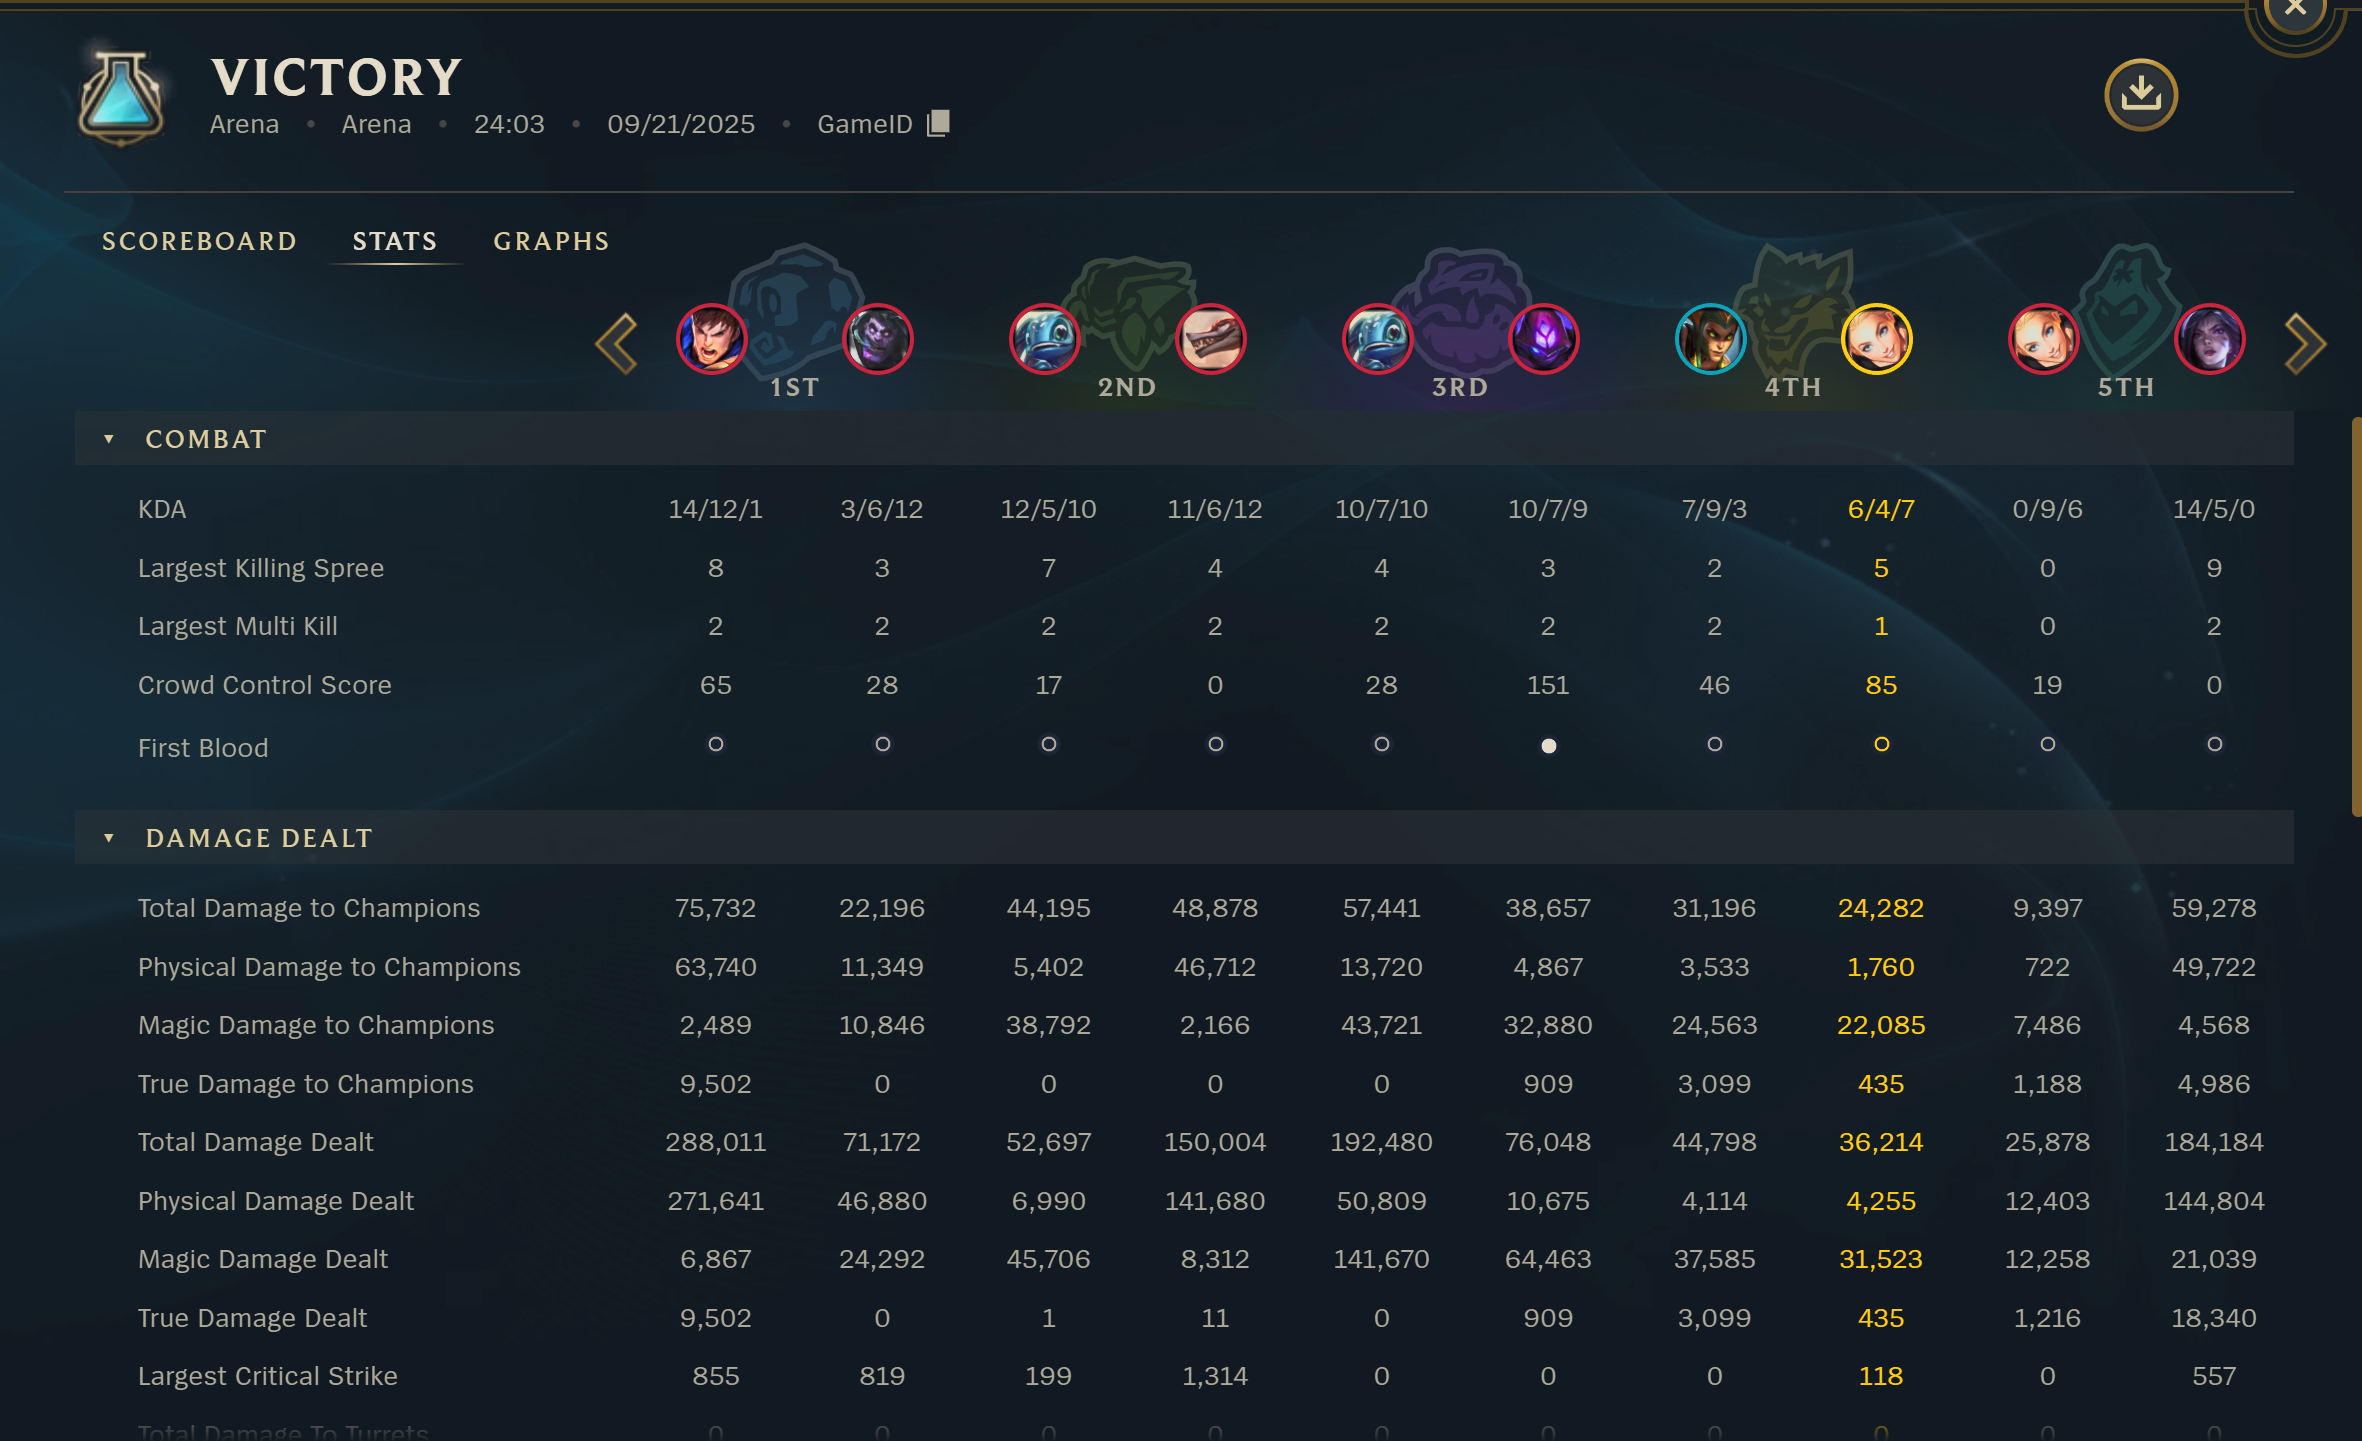 VICTORY
Arena • Arena • 24:03 • 09/21/2025 • GameID
SCOREBOARD STATS GRAPHS
1ST 2ND 3RD 4TH 5TH
COMBAT
KDA 14/12/1 3/6/12 12/5/10 11/6/12 10/7/10 10/7/9 7/9/3 6/4/7 0/9/6 14/5/0
Largest Killing Spree 8 3 7 4 4 3 2 5 0 9
Largest Multi Kill 2 2 2 2 2 2 2 1 0 2
Crowd Control Score 65 28 17 0 28 151 46 85 19 0
First Blood
DAMAGE DEALT
Total Damage to Champions 75,732 22,196 44,195 48,878 57,441 38,657 31,196 24,282 9,397 59,278
Physical Damage to Champions 63,740 11,349 5,402 46,712 13,720 4,867 3,533 1,760 722 49,722
Magic Damage to Champions 2,489 10,846 38,792 2,166 43,721 32,880 24,563 22,085 7,486 4,568
True Damage to Champions 9,502 0 0 0 0 909 3,099 435 1,188 4,986
Total Damage Dealt 288,011 71,172 52,697 150,004 192,480 76,048 44,798 36,214 25,878 184,184
Physical Damage Dealt 271,641 46,880 6,990 141,680 50,809 10,675 4,114 4,255 12,403 144,804
Magic Damage Dealt 6,867 24,292 45,706 8,312 141,670 64,463 37,585 31,523 12,258 21,039
True Damage Dealt 9,502 0 1 11 0 909 3,099 435 1,216 18,340
Largest Critical Strike 855 819 199 1,314 0 0 0 118 0 557
Total Damage To Turrets 0 0 0 0 0 0 0 0 0 0